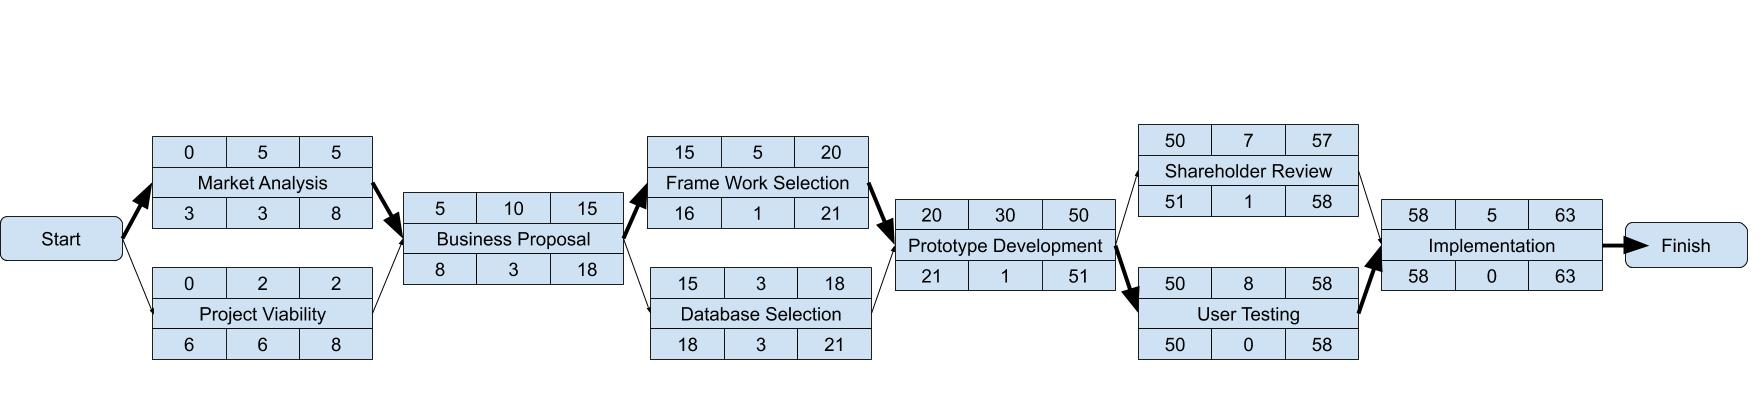 Start
0 5 5
Market Analysis
3 3 8
0 2 2
Project Viability
6 6 8
5 10 15
Business Proposal
8 3 18
15 5 20
Frame Work Selection
16 1 21
15 3 18
Database Selection
18 3 21
20 30 50
Prototype Development
21 1 51
50 7 57
Shareholder Review
51 1 58
50 8 58
User Testing
50 0 58
58 5 63
Implementation
58 0 63
Finish